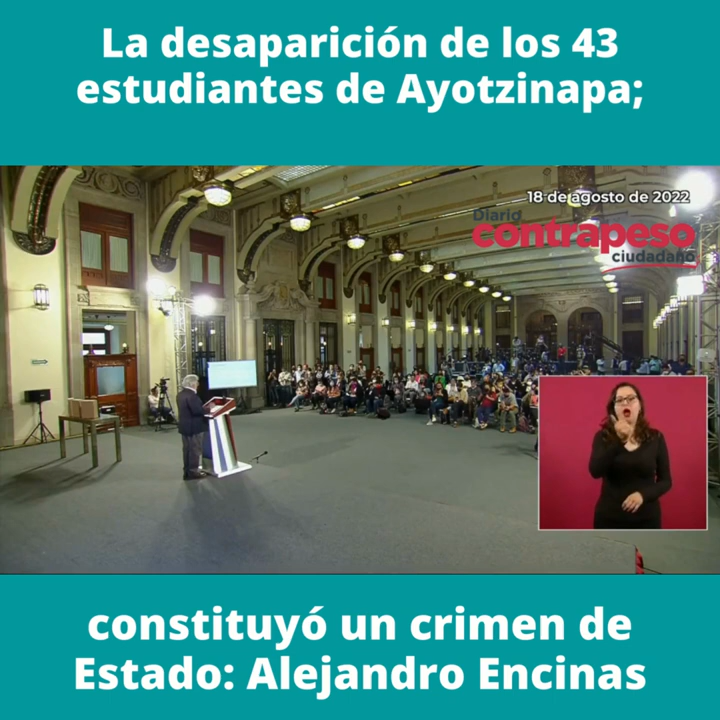 La desaparición de los 43
estudiantes de Ayotzinapa;
18 de agosto de 2022
Diario
contrapeso
ciudadano
constituyó un crimen de
Estado: Alejandro Encinas